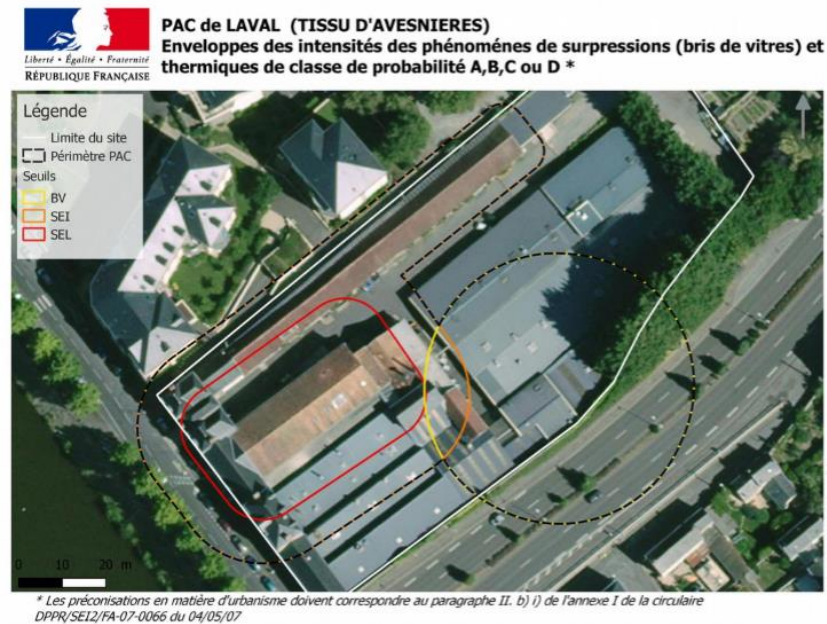 PAC de LAVAL (TISSU D'AVESNIERES)
Enveloppes des intensités des phénoménes de surpressions (bris de vitres) et
thermiques de classe de probabilité A,B,C ou D *
Liberté • Égalité • Fraternité
RÉPUBLIQUE FRANÇAISE
Légende
Limite du site
Périmètre PAC
Seuils
BV
SEI
SEL
0 10 20 m
* Les préconisations en matière d'urbanisme doivent correspondre au paragraphe II. b) i) de l'annexe I de la circulaire
DPPR/SEI2/FA-07-0066 du 04/05/07